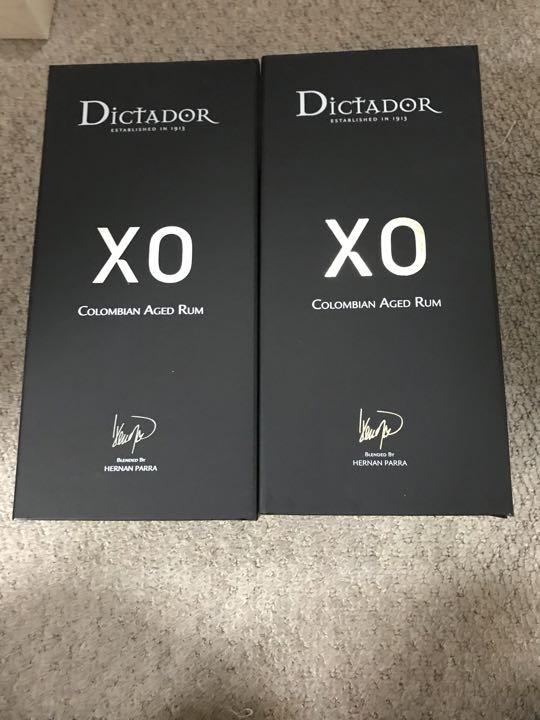 DICTADOR
ESTABLISHED IN 1913
XO
COLOMBIAN AGED RUM
BLENDED BY
HERNAN PARRA
DICTADOR
ESTABLISHED IN 1913
XO
COLOMBIAN AGED RUM
BLENDED BY
HERNAN PARRA